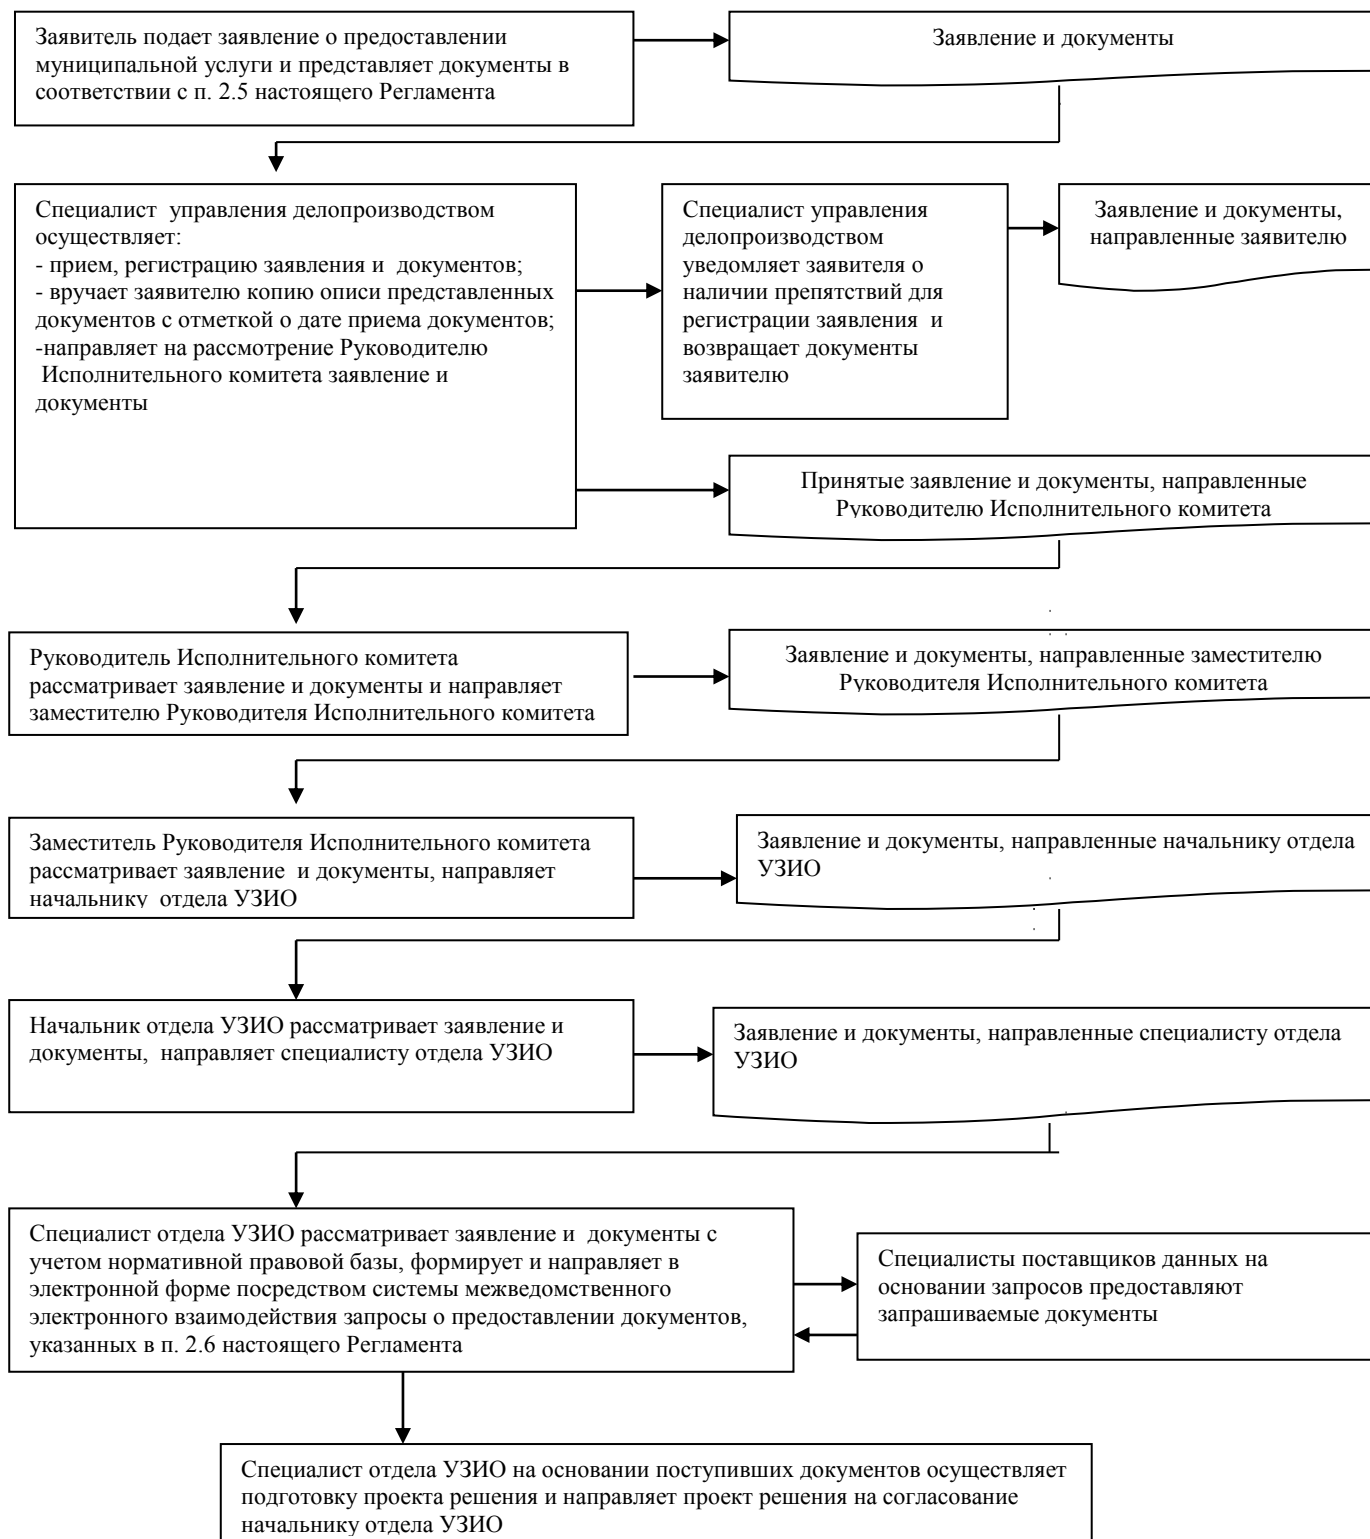 Заявитель подает заявление о предоставлении
муниципальной услуги и представляет документы в
соответствии с п. 2.5 настоящего Регламента
Заявление и документы
Специалист  управления делопроизводством
осуществляет:
- прием, регистрацию заявления и  документов;
- вручает заявителю копию описи представленных
документов с отметкой о дате приема документов;
-направляет на рассмотрение Руководителю
Исполнительного комитета заявление и
документы
Специалист управления
делопроизводством
уведомляет заявителя о
наличии препятствий для
регистрации заявления  и
возвращает документы
заявителю
Заявление и документы,
направленные заявителю
Принятые заявление и документы, направленные
Руководителю Исполнительного комитета
Руководитель Исполнительного комитета
рассматривает заявление и документы и направляет
заместителю Руководителя Исполнительного комитета
Заявление и документы, направленные заместителю
Руководителя Исполнительного комитета
Заместитель Руководителя Исполнительного комитета
рассматривает заявление  и документы, направляет
начальнику  отдела УЗИО
Заявление и документы, направленные начальнику отдела
УЗИО
Начальник отдела УЗИО рассматривает заявление и
документы,  направляет специалисту отдела УЗИО
Заявление и документы, направленные специалисту отдела
УЗИО
Специалист отдела УЗИО рассматривает заявление и  документы с
учетом нормативной правовой базы, формирует и направляет в
электронной форме посредством системы межведомственного
электронного взаимодействия запросы о предоставлении документов,
указанных в п. 2.6 настоящего Регламента
Специалисты поставщиков данных на
основании запросов предоставляют
запрашиваемые документы
Специалист отдела УЗИО на основании поступивших документов осуществляет
подготовку проекта решения и направляет проект решения на согласование
начальнику отдела УЗИО